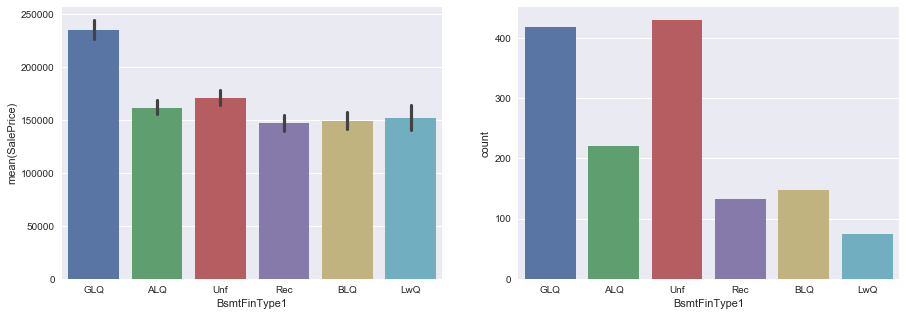 250000
200000
150000
100000
50000
0
mean(SalePrice)
GLQ ALQ Unf Rec BLQ LwQ
BsmtFinType1
400
300
200
100
0
count
GLQ ALQ Unf Rec BLQ LwQ
BsmtFinType1